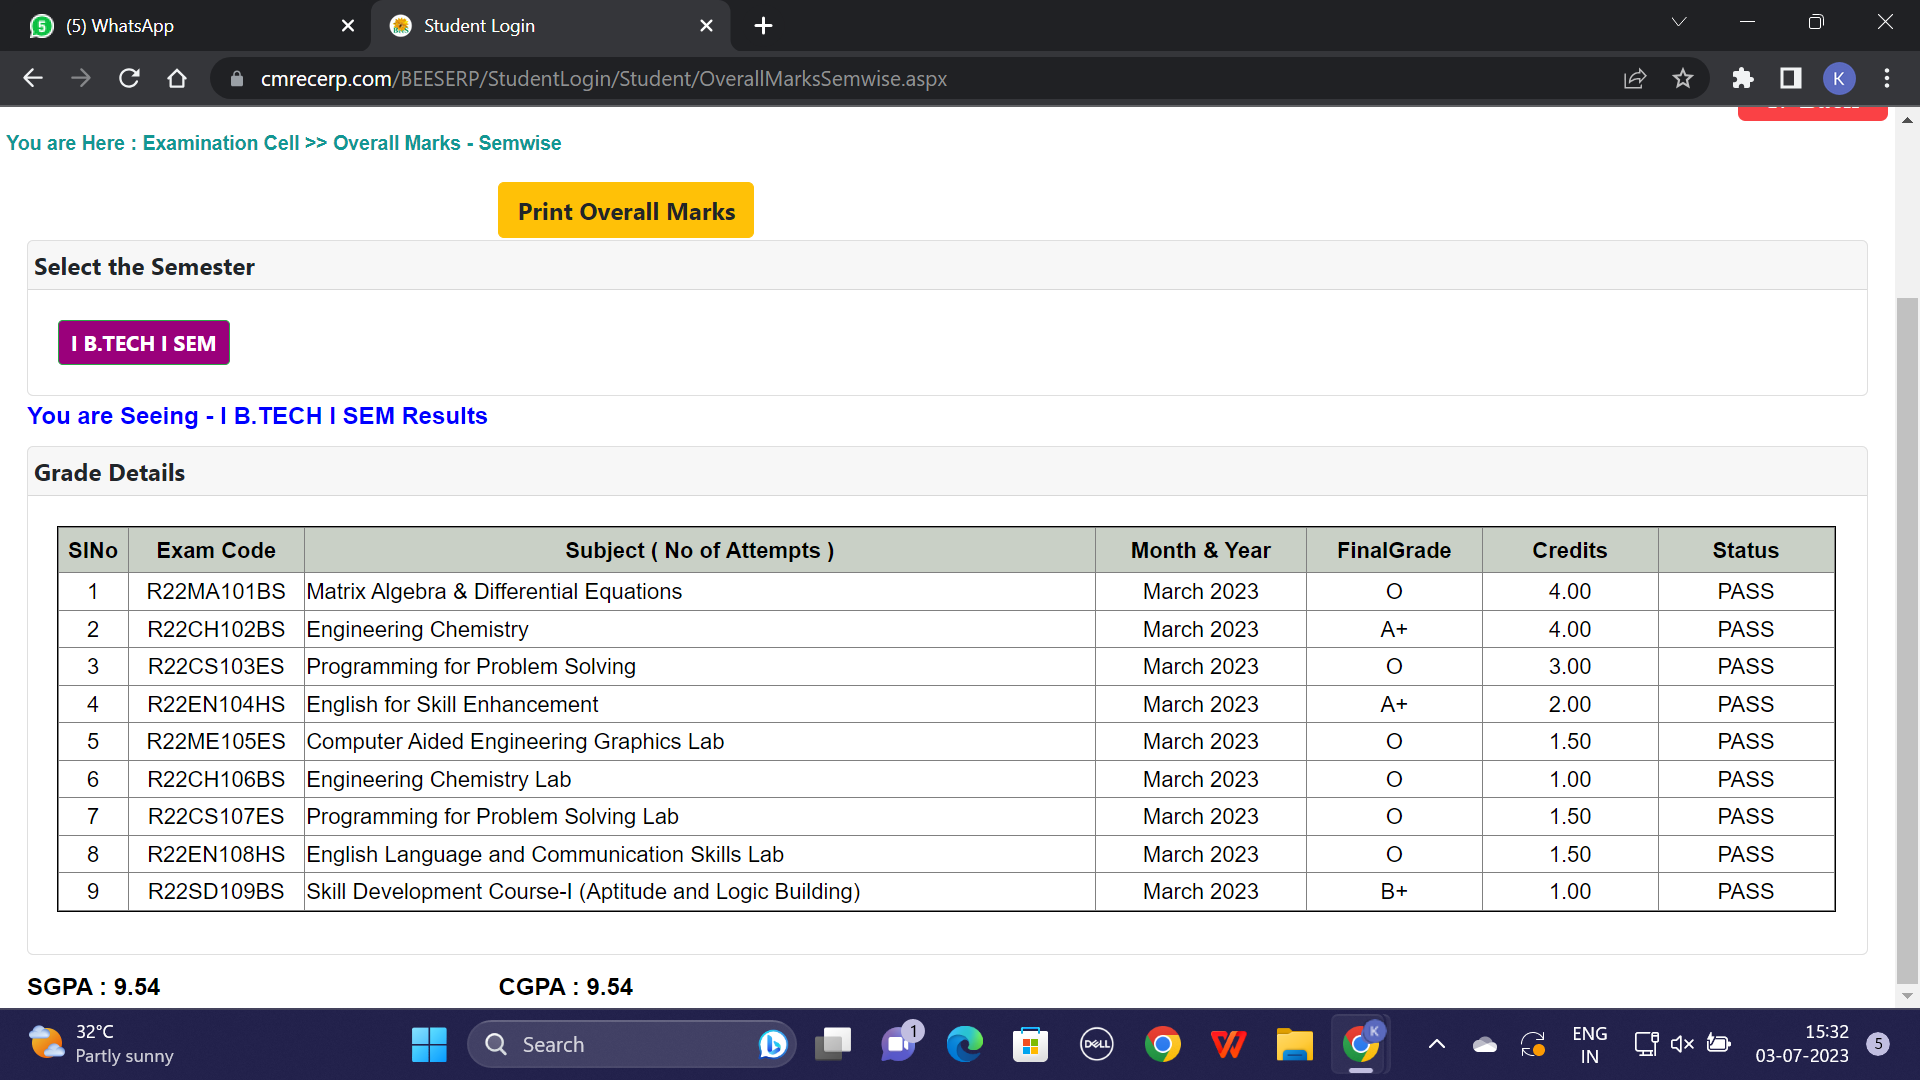 (5) WhatsApp
Student Login
cmrecerp.com/BEESERP/StudentLogin/Student/OverallMarksSemwise.aspx
K
You are Here : Examination Cell >> Overall Marks - Semwise
Print Overall Marks
Select the Semester
I B.TECH I SEM
You are Seeing - I B.TECH I SEM Results
Grade Details
SlNo Exam Code Subject ( No of Attempts ) Month & Year FinalGrade Credits Status
1 R22MA101BS Matrix Algebra & Differential Equations March 2023 O 4.00 PASS
2 R22CH102BS Engineering Chemistry March 2023 A+ 4.00 PASS
3 R22CS103ES Programming for Problem Solving March 2023 O 3.00 PASS
4 R22EN104HS English for Skill Enhancement March 2023 A+ 2.00 PASS
5 R22ME105ES Computer Aided Engineering Graphics Lab March 2023 O 1.50 PASS
6 R22CH106BS Engineering Chemistry Lab March 2023 O 1.00 PASS
7 R22CS107ES Programming for Problem Solving Lab March 2023 O 1.50 PASS
8 R22EN108HS English Language and Communication Skills Lab March 2023 O 1.50 PASS
9 R22SD109BS Skill Development Course-I (Aptitude and Logic Building) March 2023 B+ 1.00 PASS
SGPA : 9.54 CGPA : 9.54
32°C
Partly sunny
Search
1
DELL
K
ENG
IN
15:32
03-07-2023
5